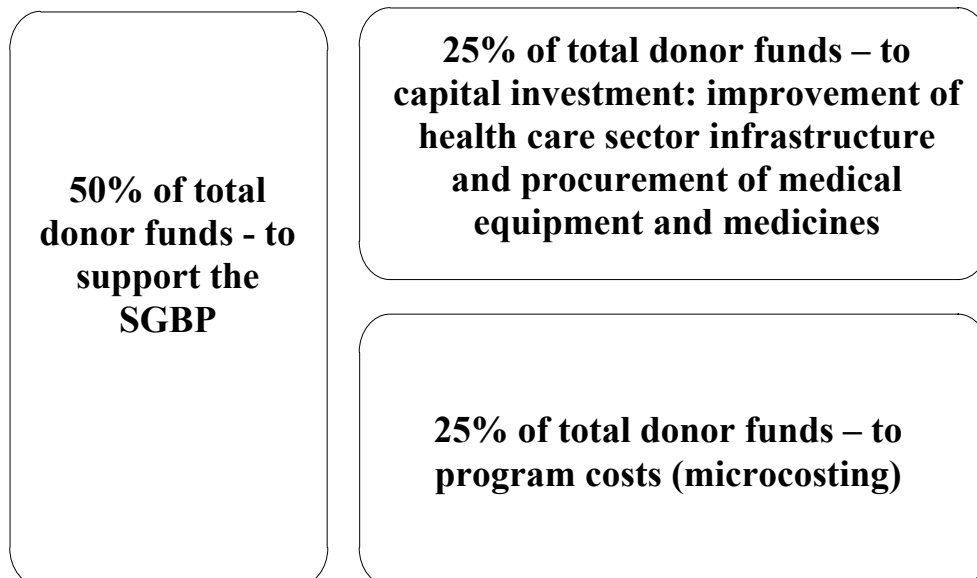 50% of total
donor funds - to
support the
SGBP
25% of total donor funds – to
capital investment: improvement of
health care sector infrastructure
and procurement of medical
equipment and medicines
25% of total donor funds – to
program costs (microcosting)